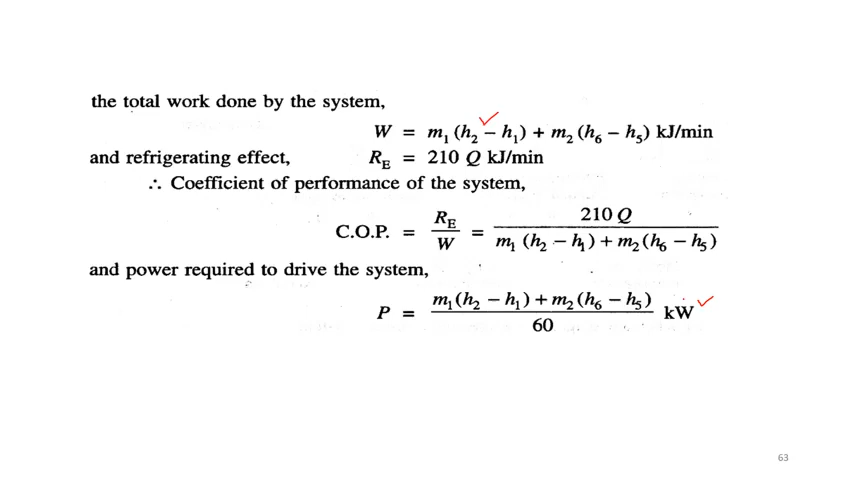 the total work done by the system,
W = m₁ (h₂ – h₁) + m₂ (h₆ – h₅) kJ/min
and refrigerating effect, R_E = 210 Q kJ/min
∴ Coefficient of performance of the system,
C.O.P. = R_E / W = 210 Q / m₁ (h₂ – h₁) + m₂ (h₆ – h₅)
and power required to drive the system,
P = m₁(h₂ – h₁) + m₂ (h₆ – h₅) / 60 kW
63